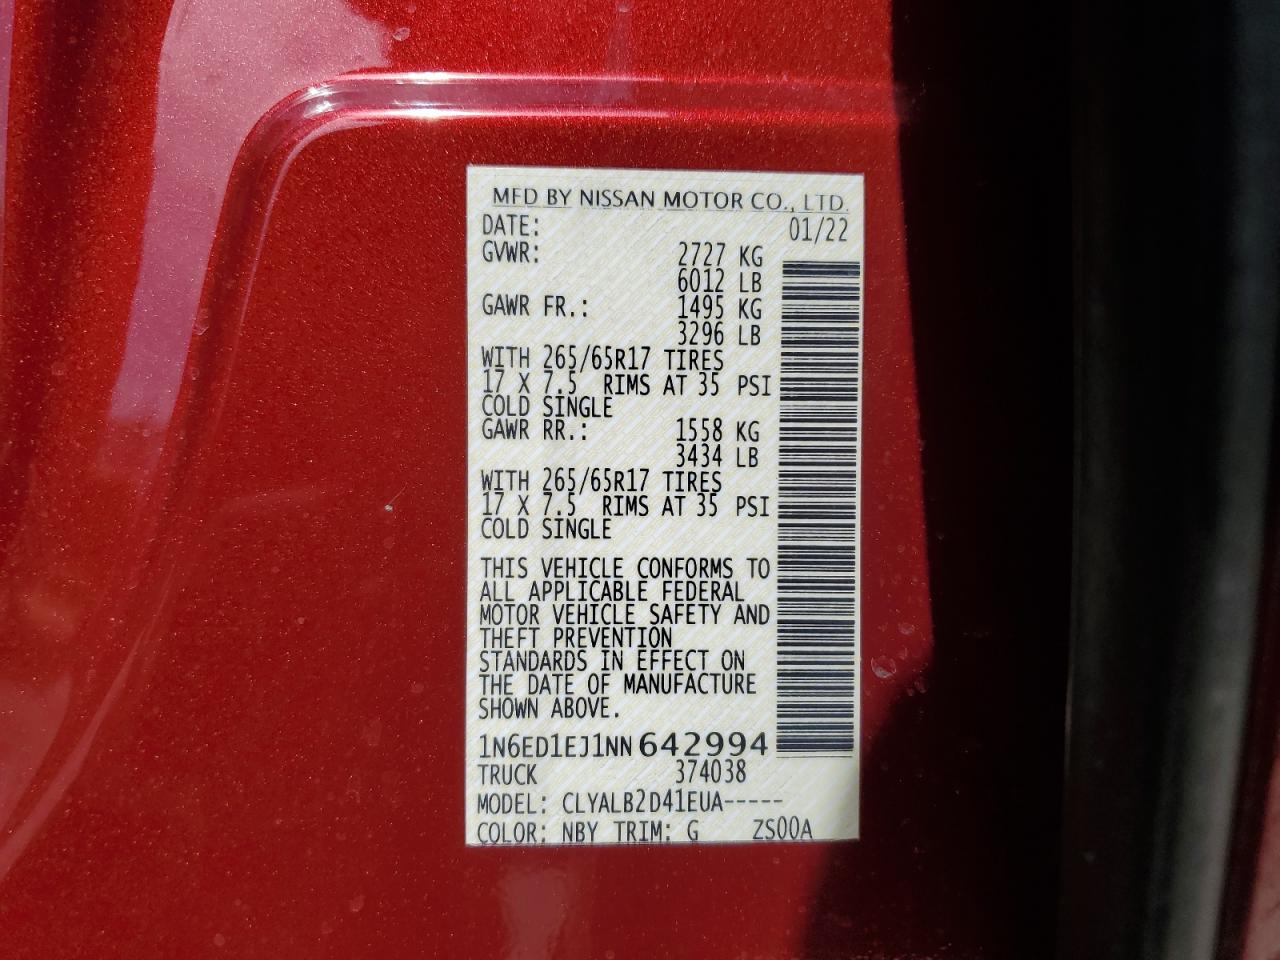 MFD BY NISSAN MOTOR CO., LTD.
DATE: 01/22
GVWR: 2727 KG
6012 LB
GAWR FR.: 1495 KG
3296 LB
WITH 265/65R17 TIRES
17 X 7.5 RIMS AT 35 PSI
COLD SINGLE
GAWR RR.: 1558 KG
3434 LB
WITH 265/65R17 TIRES
17 X 7.5 RIMS AT 35 PSI
COLD SINGLE
THIS VEHICLE CONFORMS TO
ALL APPLICABLE FEDERAL
MOTOR VEHICLE SAFETY AND
THEFT PREVENTION
STANDARDS IN EFFECT ON
THE DATE OF MANUFACTURE
SHOWN ABOVE.
1N6ED1EJ1NN642994
TRUCK 374038
MODEL: CLYALB2D41EUA-----
COLOR: NBY TRIM: G ZS00A